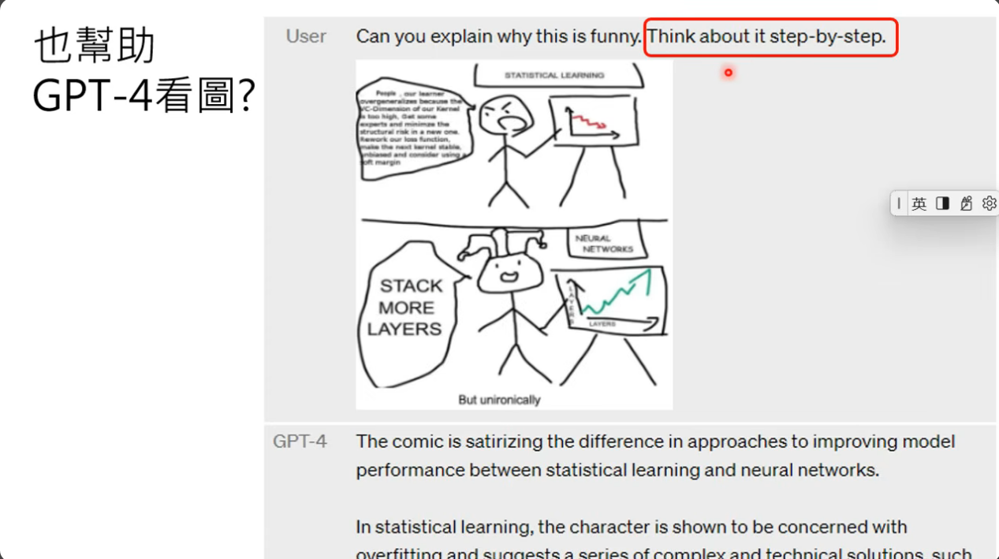 也幫助
GPT-4看圖?
User
Can you explain why this is funny. Think about it step-by-step.
STATISTICAL LEARNING
People, our learner
overgeneralizes because the
VC-Dimension of our Kernel
is too high, Get some
experts and minimze the
structural risk in a new one.
Rework our loss function,
make the next kernel stable,
unbiased and consider using a
soft margin
NEURAL
NETWORKS
STACK
MORE
LAYERS
LAYERS
LAYERS
But unironically
英
GPT-4
The comic is satirizing the difference in approaches to improving model
performance between statistical learning and neural networks.
In statistical learning, the character is shown to be concerned with
overfitting and suggests a series of complex and technical solutions, such